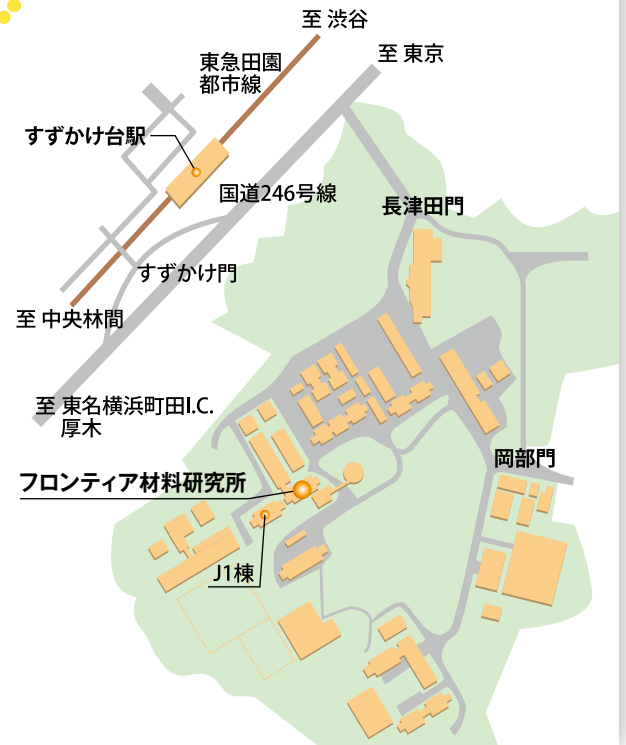 至 渋谷
至 東京
東急田園
都市線
すずかけ台駅
国道246号線
長津田門
すずかけ門
至 中央林間
至 東名横浜町田I.C.
厚木
岡部門
フロンティア材料研究所
J1棟